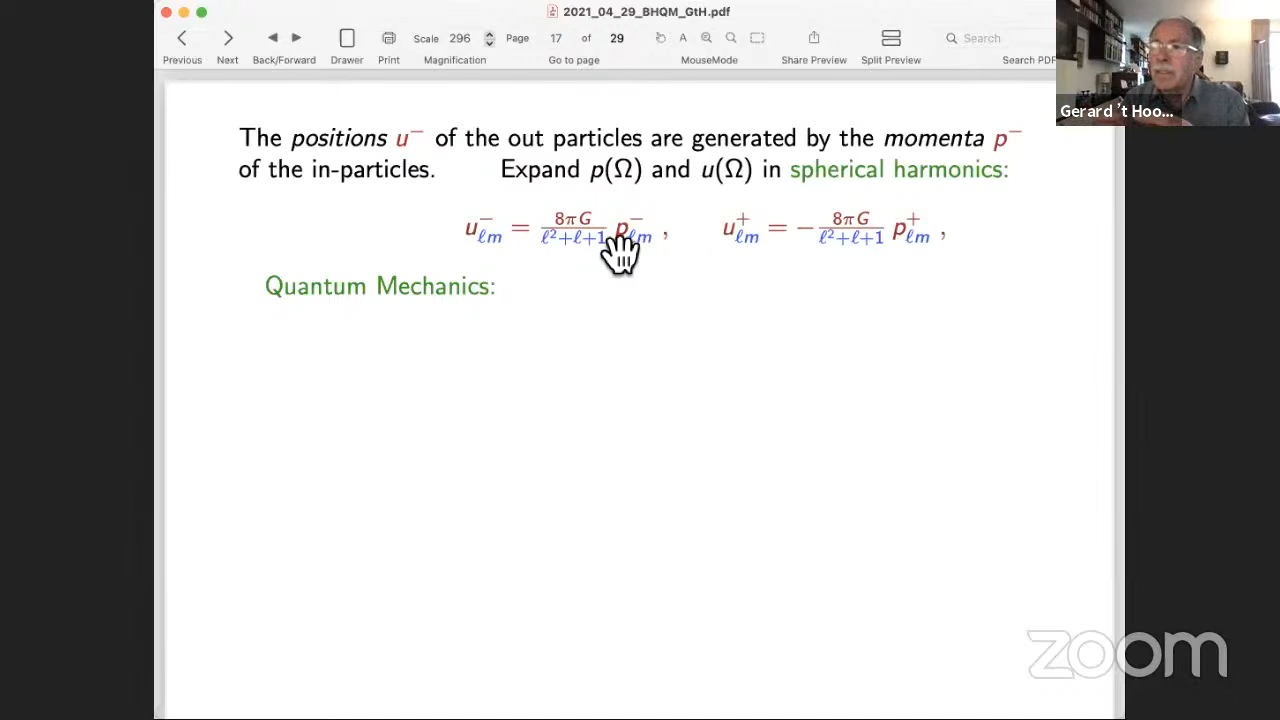 2021_04_29_BHQM_GtH.pdf
Previous Next Back/Forward Drawer Print Scale 296 Magnification Page 17 of 29 Go to page A MouseMode Share Preview Split Preview Search Search PDF
Gerard 't Hoo...
The positions u⁻ of the out particles are generated by the momenta p⁻
of the in-particles. Expand p(Ω) and u(Ω) in spherical harmonics:
u⁻ℓm = 8πG/(ℓ²+ℓ+1) p⁻ℓm , u⁺ℓm = − 8πG/(ℓ²+ℓ+1) p⁺ℓm ,
Quantum Mechanics:
zoom